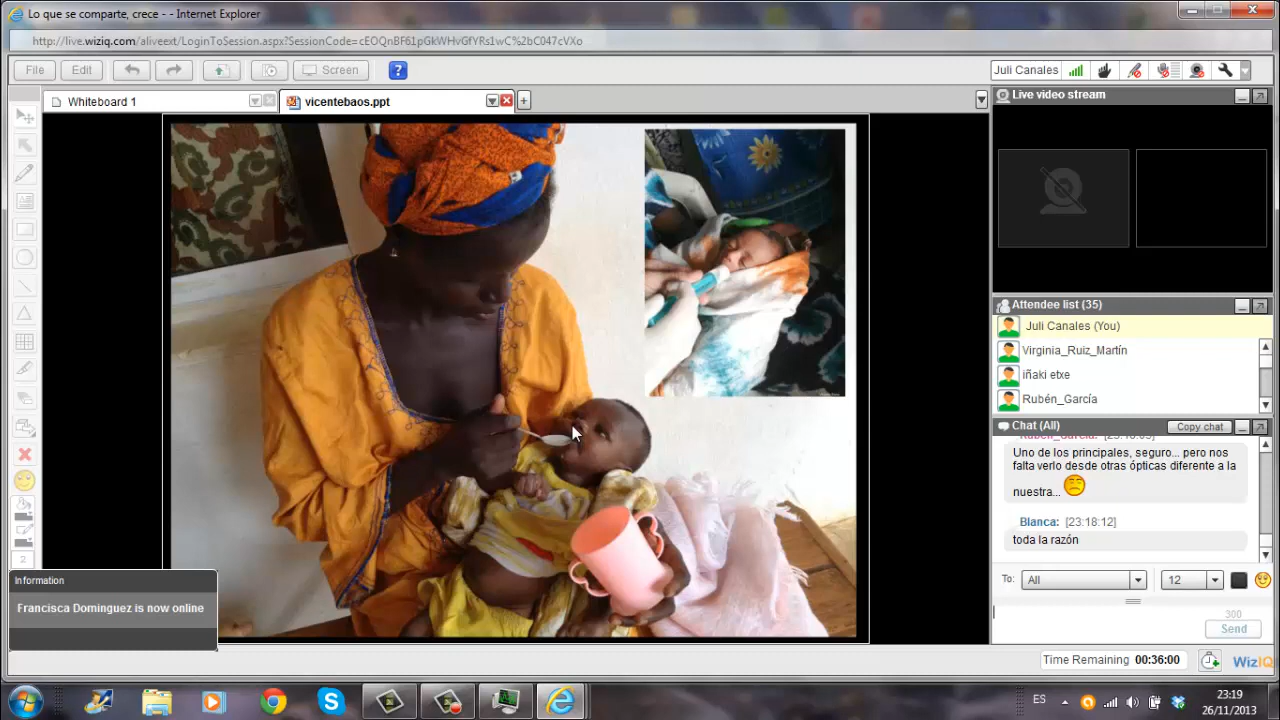 Lo que se comparte, crece - - Internet Explorer
http://live.wiziq.com/aliveext/LoginToSession.aspx?SessionCode=cEOQnBF61pGkWHvGfYRs1wC%2bC047cVXo
File Edit Screen ? Juli Canales
Whiteboard 1 vicentebaos.ppt
Live video stream
Attendee list (35)
Juli Canales (You)
Virginia_Ruiz_Martín
iñaki etxe
Rubén_García
Chat (All) Copy chat
Uno de los principales, seguro... pero nos
falta verlo desde otras ópticas diferente a la
nuestra...
Blanca: [23:18:12]
toda la razón
To: All 12
300
Send
2
Information
Francisca Dominguez is now online
Time Remaining 00:36:00 WizIQ
ES 23:19
26/11/2013